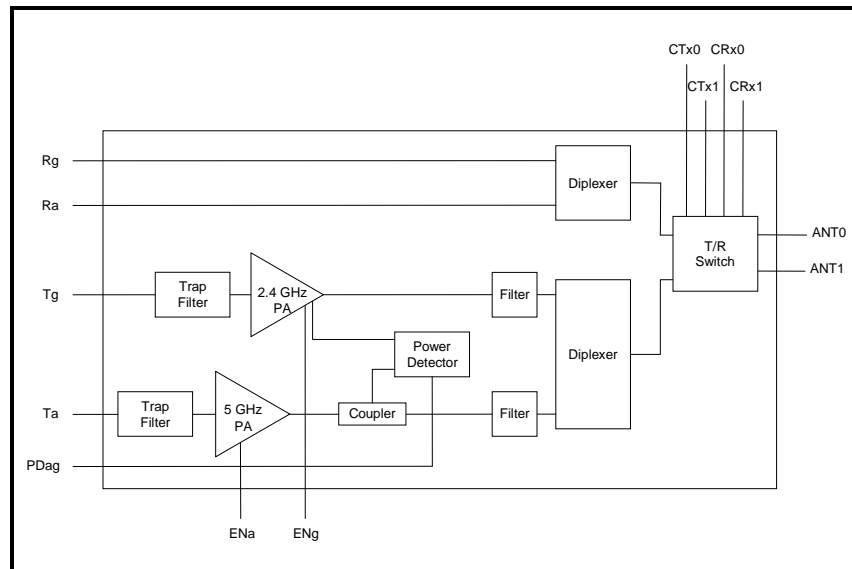 CTx0
CRx0
CTx1
CRx1
Rg
Diplexer
Ra
T/R
Switch
ANT0
ANT1
Tg
Trap
Filter
2.4 GHz
PA
Filter
Power
Detector
Diplexer
Ta
Trap
Filter
5 GHz
PA
Coupler
Filter
PDag
ENa
ENg